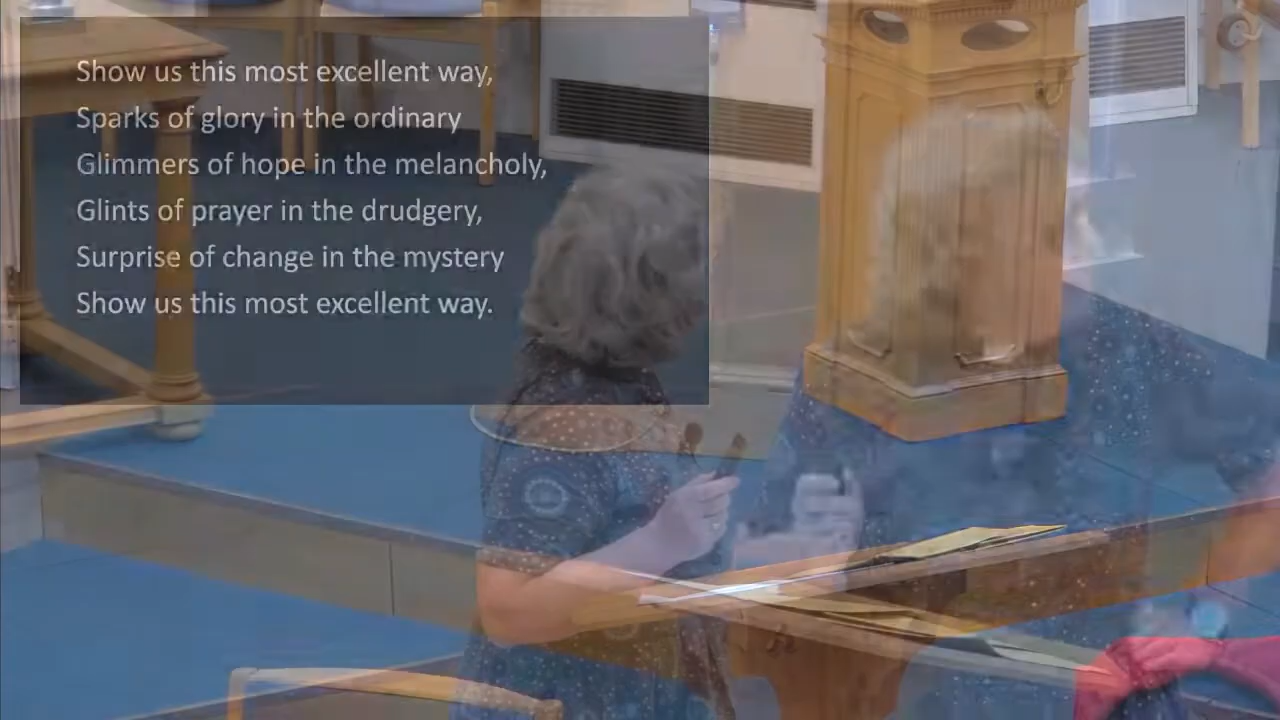 Show us this most excellent way,
Sparks of glory in the ordinary
Glimmers of hope in the melancholy,
Glints of prayer in the drudgery,
Surprise of change in the mystery
Show us this most excellent way.